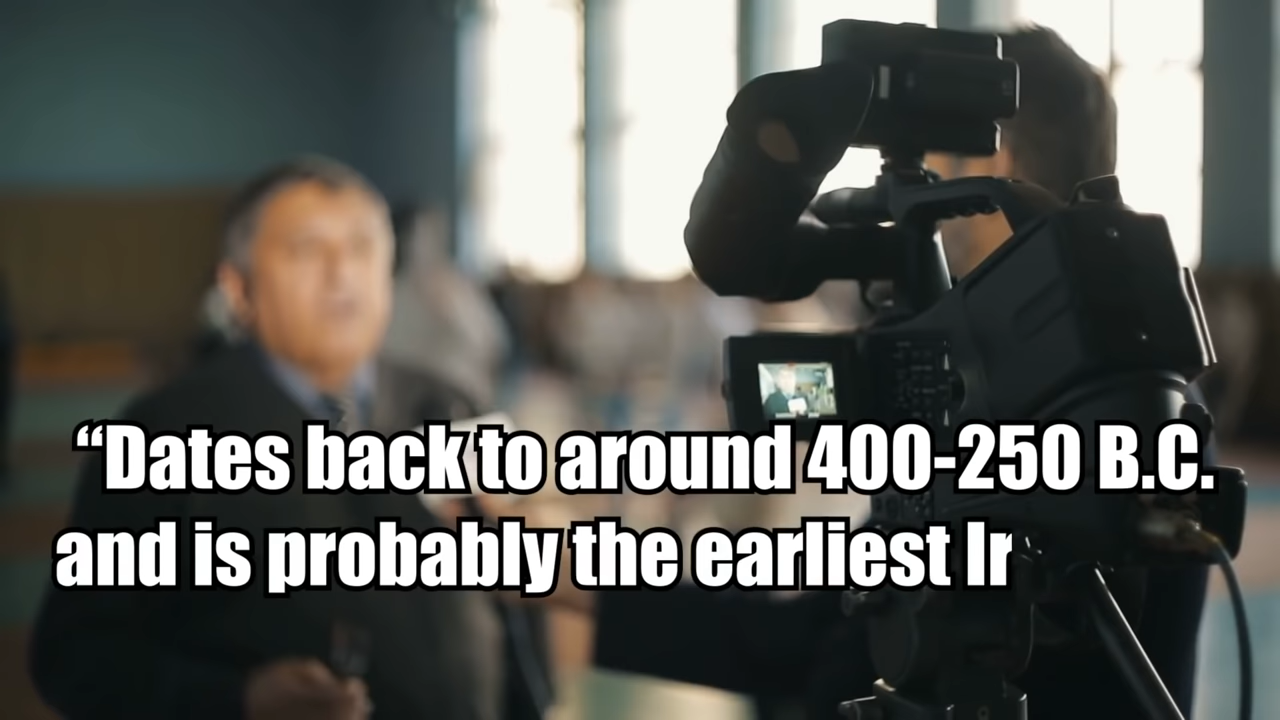 “Dates back to around 400-250 B.C.
and is probably the earliest Ir